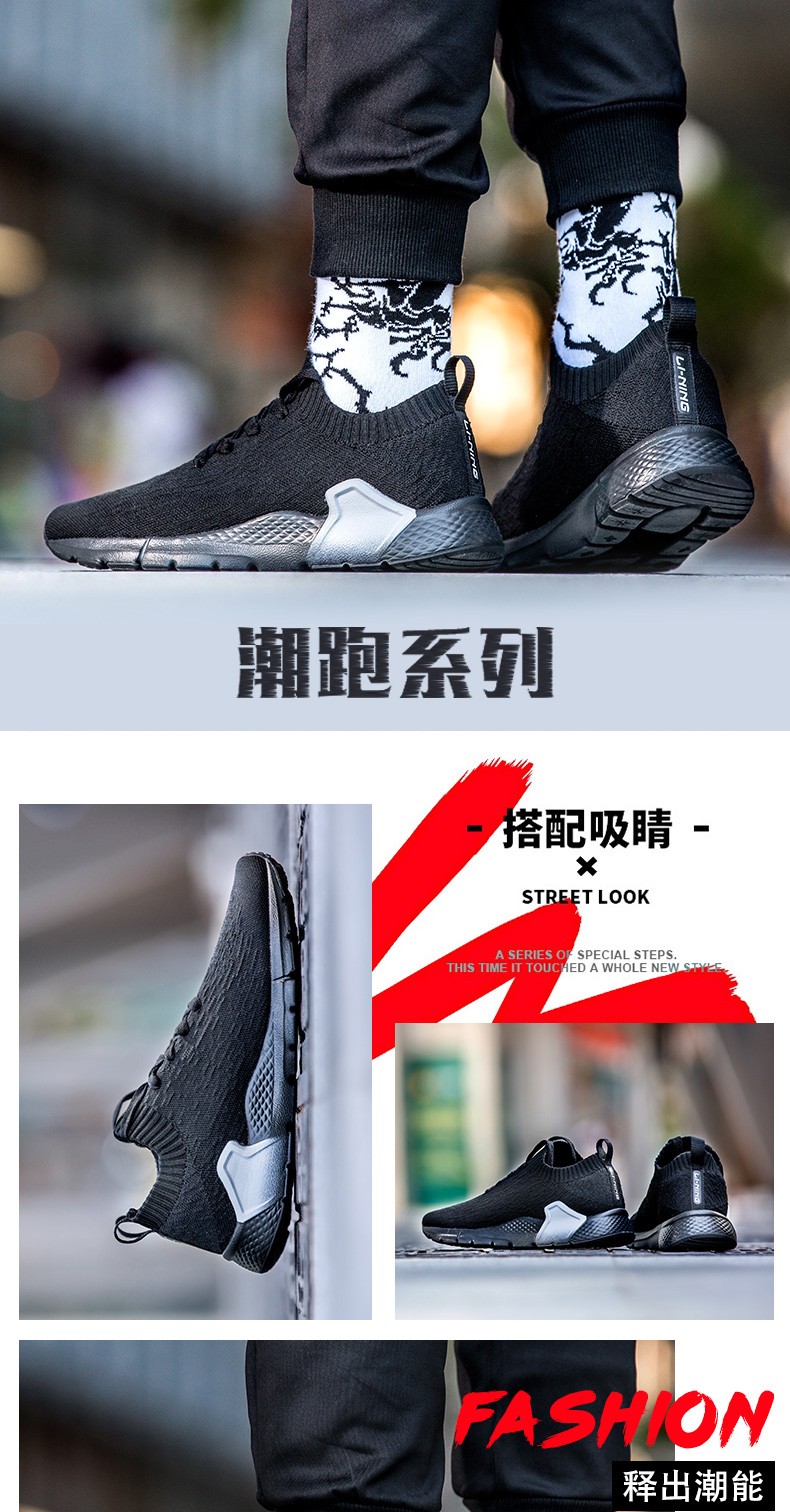 LI-NING
LI-NING
潮跑系列
- 搭配吸睛 -
×
STREET LOOK
A SERIES OF SPECIAL STEPS.
THIS TIME IT TOUCHED A WHOLE NEW STYLE.
LI-NING
FASHION
释出潮能